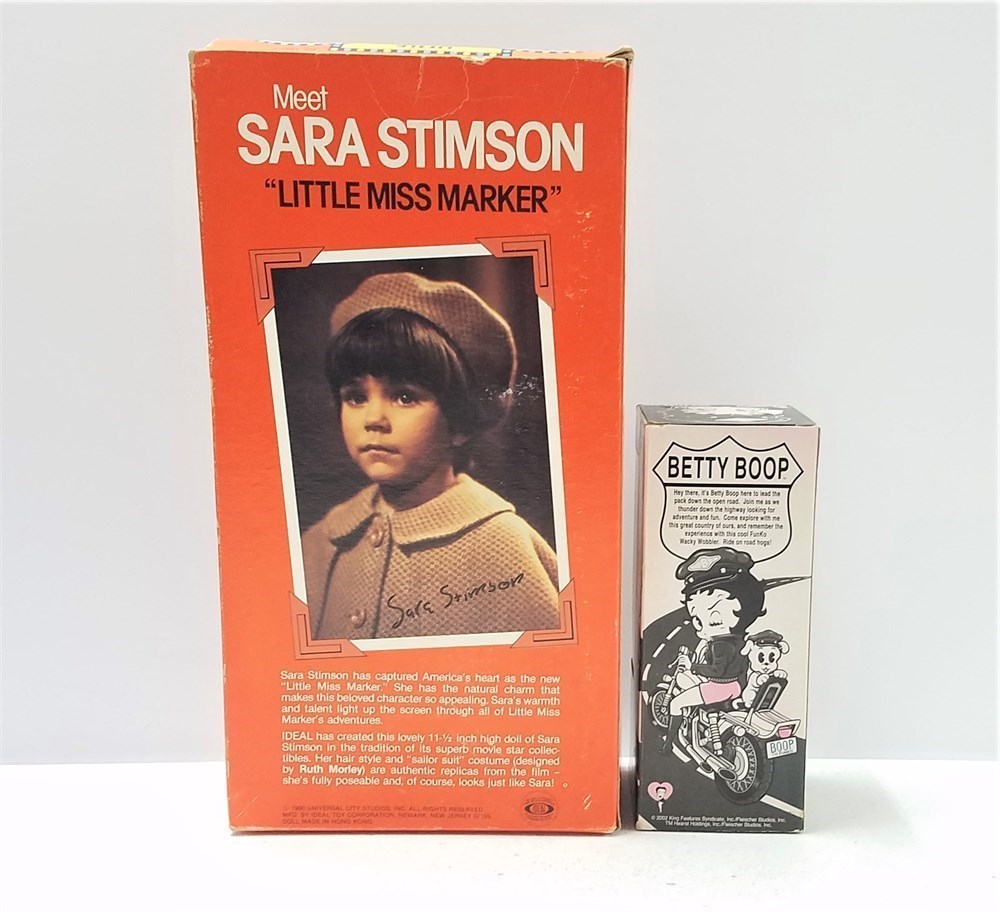 Meet
SARA STIMSON
"LITTLE MISS MARKER"
Sara Stimson
Sara Stimson has captured America's heart as the new
"Little Miss Marker." She has the natural charm that
makes this beloved character so appealing. Sara's warmth
and talent light up the screen through all of Little Miss
Marker's adventures.
IDEAL has created this lovely 11-½ inch high doll of Sara
Stimson in the tradition of its superb movie star collec-
tibles. Her hair style and "sailor suit" costume (designed
by Ruth Morley) are authentic replicas from the film –
she's fully poseable and, of course, looks just like Sara!
© 1980 UNIVERSAL CITY STUDIOS, INC. ALL RIGHTS RESERVED
MFG. BY IDEAL TOY CORPORATION, NEWARK, NEW JERSEY
DOLL MADE IN HONG KONG
BETTY BOOP
Hey there, it's Betty Boop here to lead the
pack down the open road. Join me as we
thunder down the highway looking for
adventure and fun. Come explore with me
this great country of ours, and remember the
experience with this cool FunKo
Wacky Wobbler. Ride on road hogs!
BOOP
© 2002 King Features Syndicate, Inc./Fleischer Studios, Inc.
TM Hearst Holdings, Inc./Fleischer Studios, Inc.